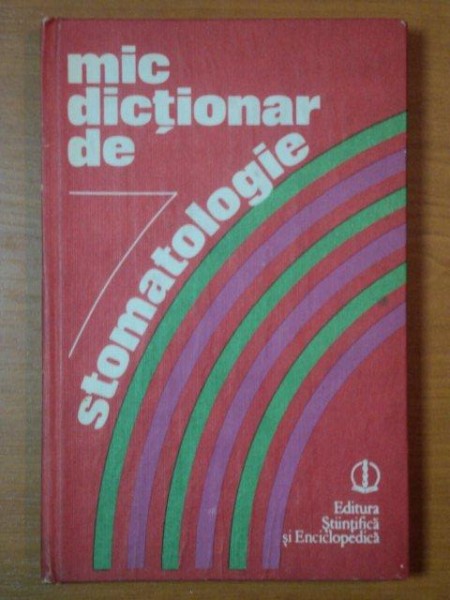 mic
dicționar
de
stomatologie
Editura
Științifică
și Enciclopedică